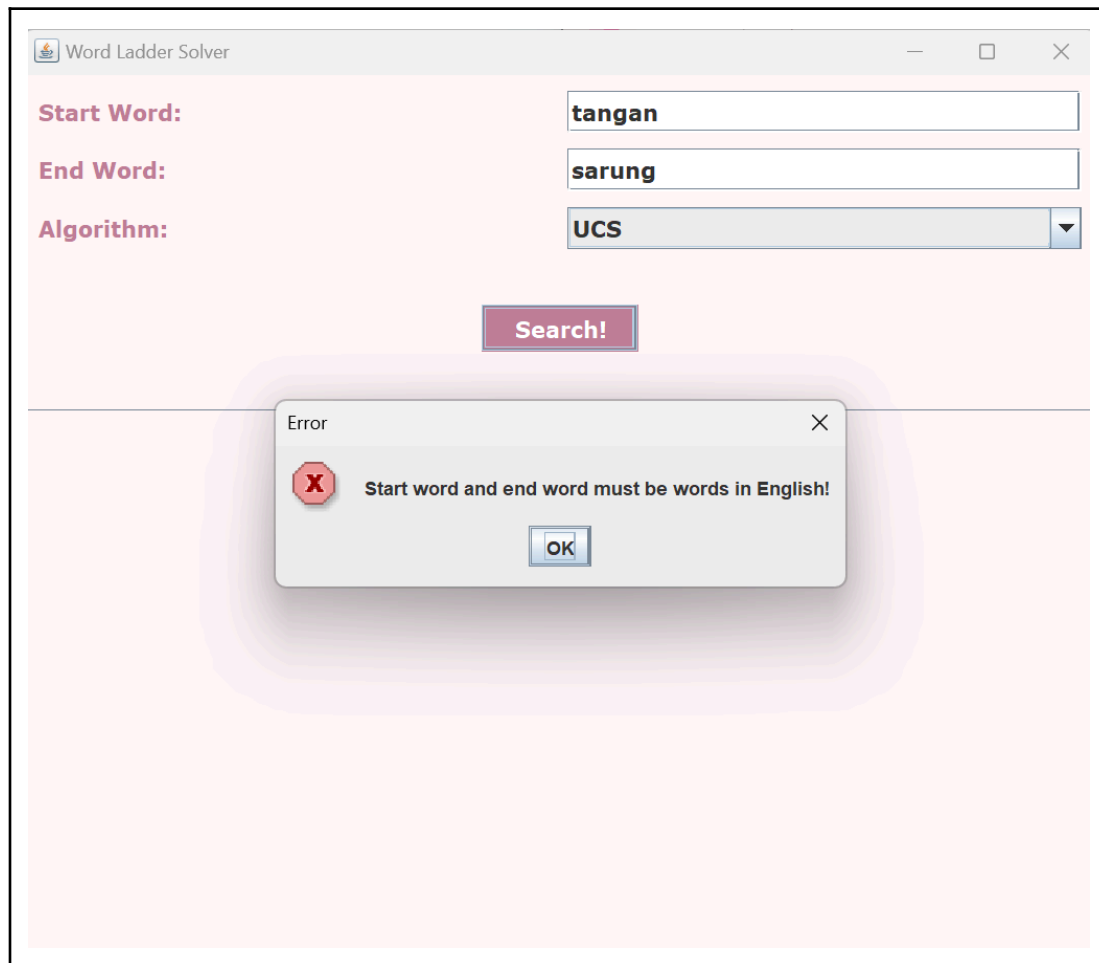 Word Ladder Solver
Start Word: tangan
End Word: sarung
Algorithm: UCS
Search!
Error
X
Start word and end word must be words in English!
OK